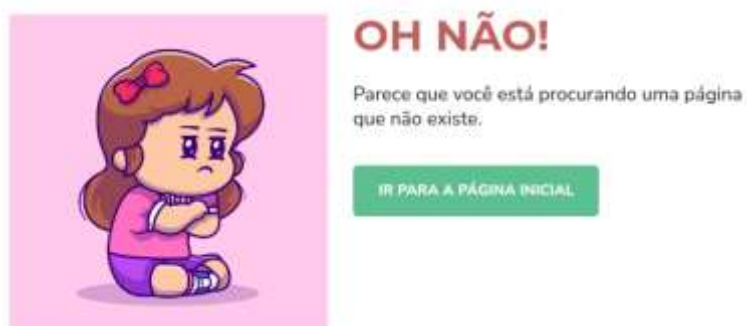 OH NÃO!
Parece que você está procurando uma página
que não existe.
IR PARA A PÁGINA INICIAL